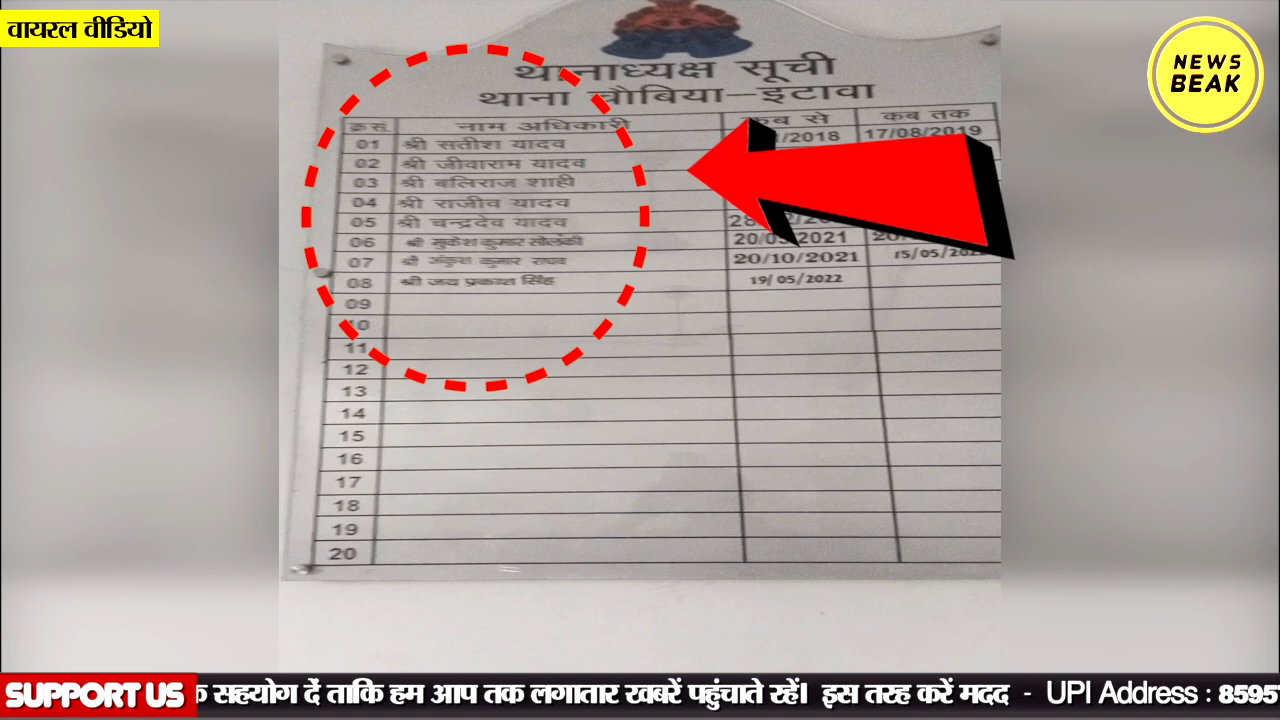 वायरल वीडियो
NEWS
BEAK
थानाध्यक्ष सूची
थाना चौबिया-इटावा
क्र.सं. नाम अधिकारी कब से कब तक
01 श्री सतीश यादव /2018 17/08/2019
02 श्री जीवाराम यादव
03 श्री बलिराज शाही
04 श्री राजीव यादव
05 श्री चन्द्रदेव यादव
06 श्री मुकेश कुमार सोलंकी 2021
07 श्री अंकुश कुमार राघव 20/10/2021 15/05/2022
08 श्री जय प्रकाश सिंह 19/05/2022
09
10
11
12
13
14
15
16
17
18
19
20
SUPPORT US सहयोग दें ताकि हम आप तक लगातार खबरें पहुंचाते रहें। इस तरह करें मदद - UPI Address : 8595